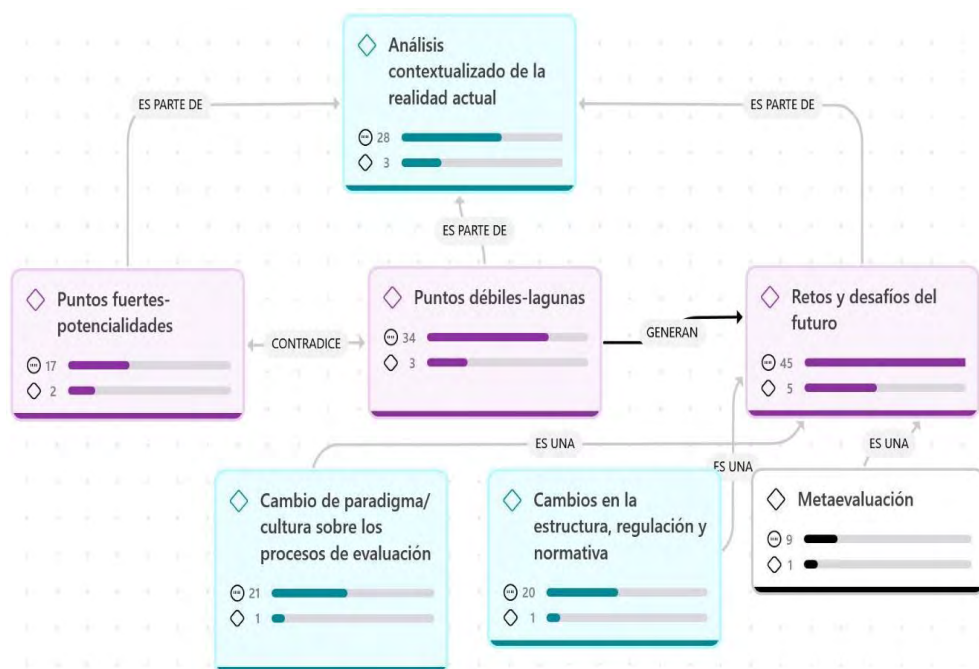 Análisis
contextualizado de la
realidad actual
28
3
ES PARTE DE
ES PARTE DE
ES PARTE DE
Puntos fuertes-
potencialidades
17
2
CONTRADICE
Puntos débiles-lagunas
34
3
GENERAN
Retos y desafíos del
futuro
45
5
ES UNA
ES UNA
ES UNA
Cambio de paradigma/
cultura sobre los
procesos de evaluación
21
1
Cambios en la
estructura, regulación y
normativa
20
1
Metaevaluación
9
1